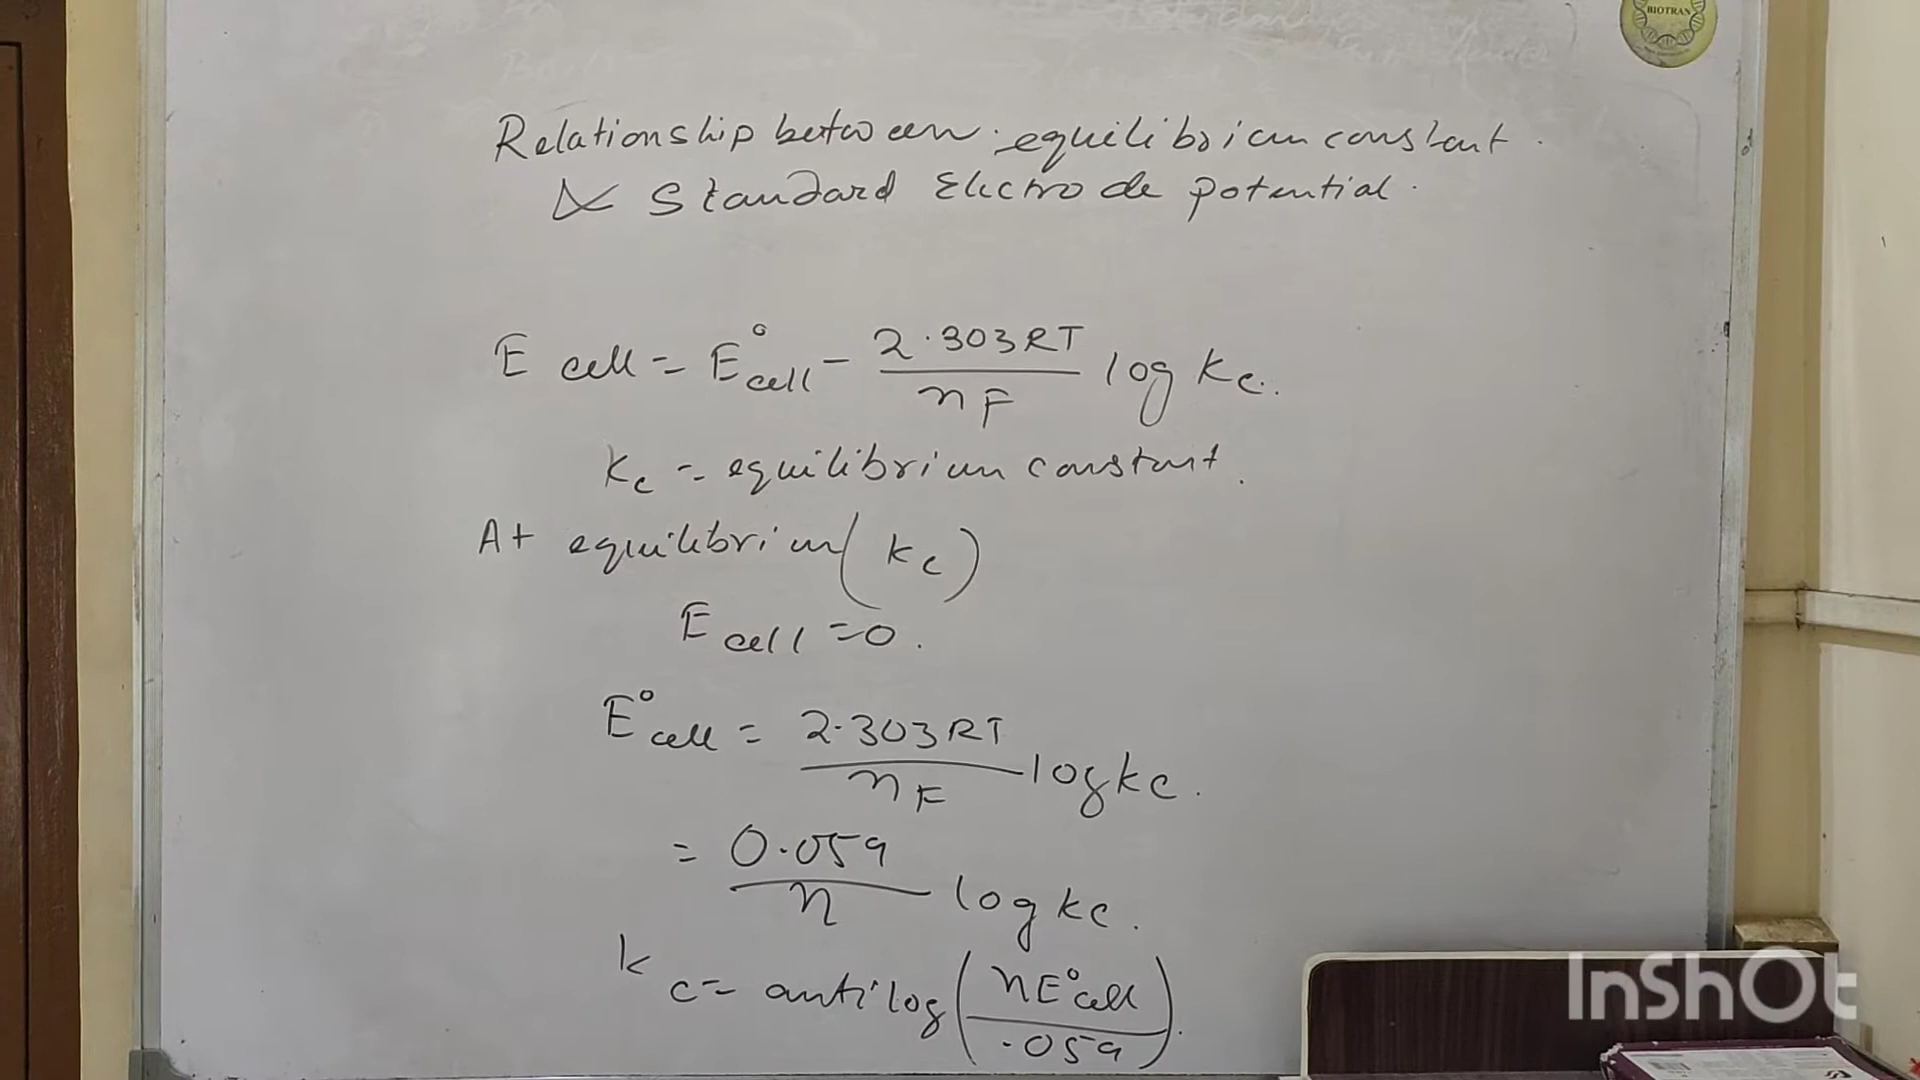 BIOTRAN
Relationship between equilibrium constant
& Standard Electrode potential.
E cell = E°cell - 2.303RT/nF log Kc.
Kc = equilibrium constant.
At equilibrium (Kc)
E cell = 0.
E°cell = 2.303RT/nF log Kc.
= 0.059/n log Kc.
Kc = antilog (nE°cell/.059).
InShOt